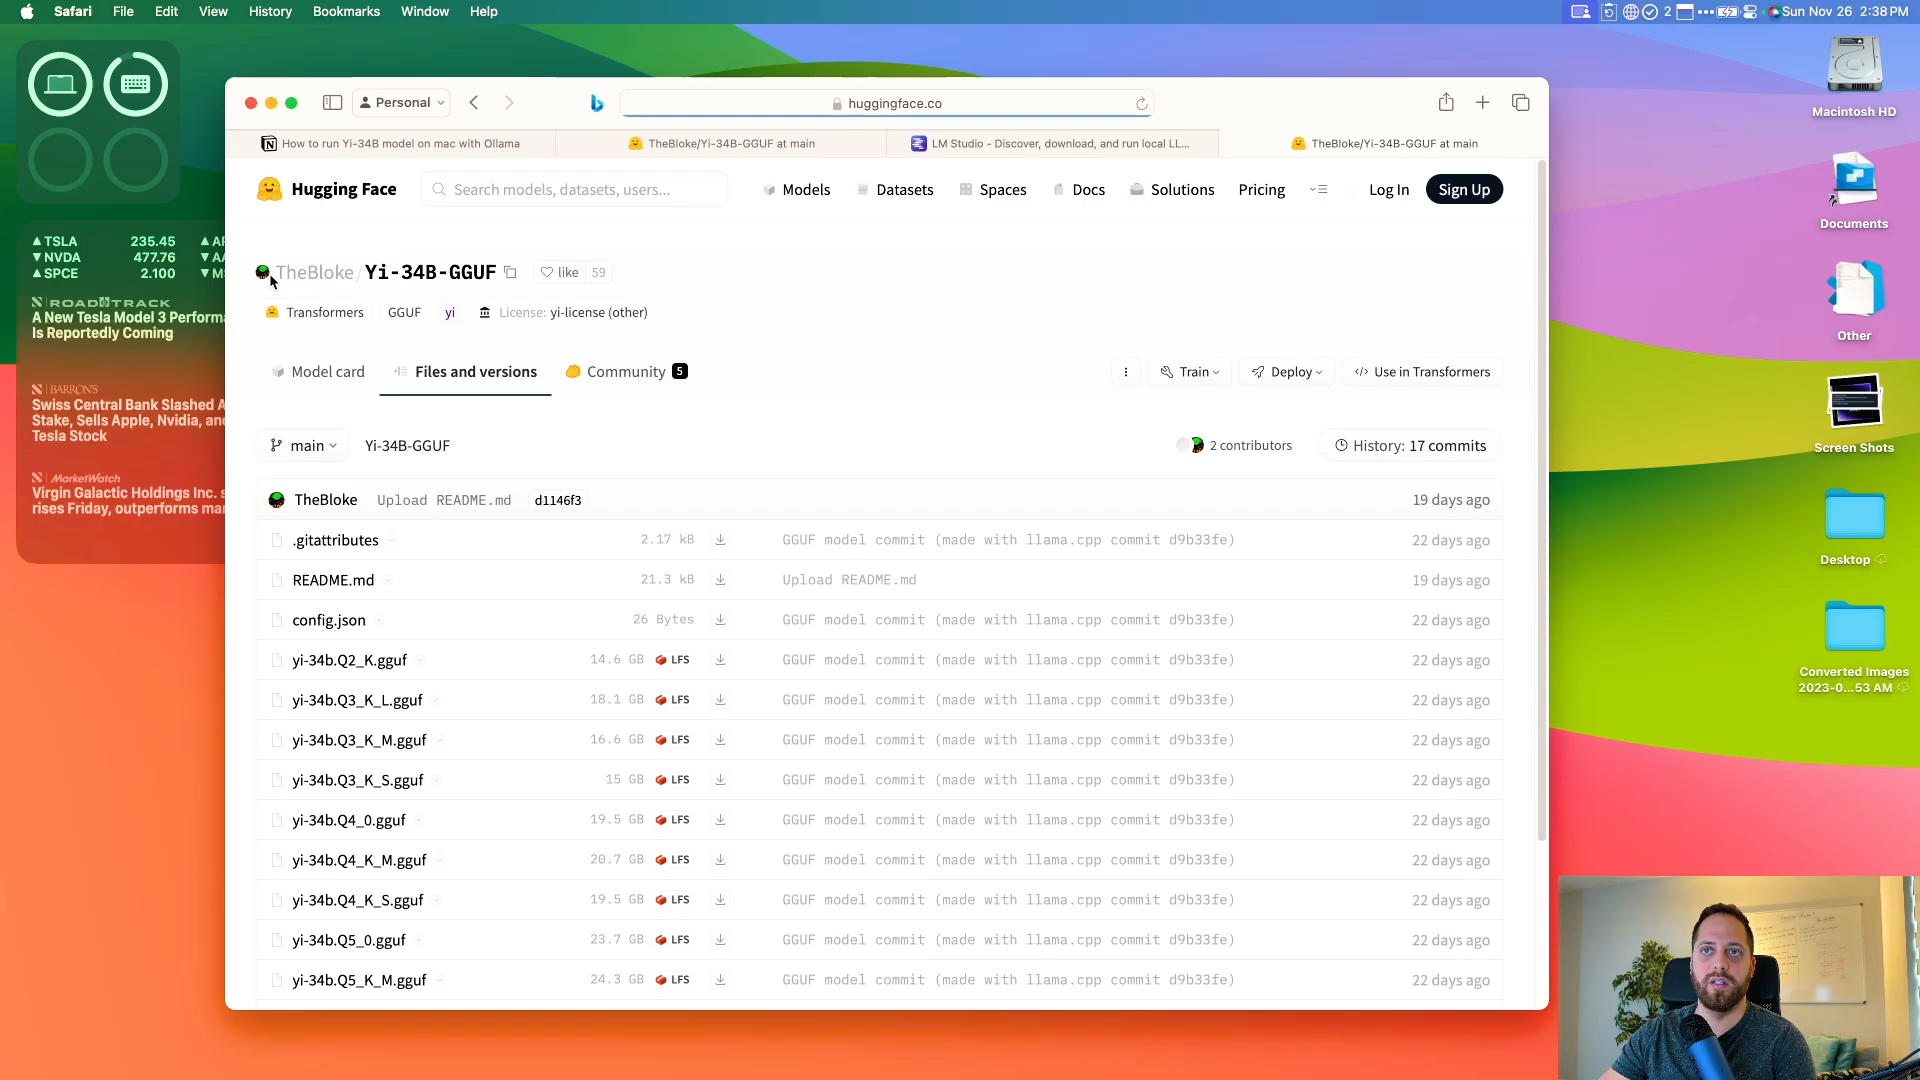 Safari File Edit View History Bookmarks Window Help
2
Sun Nov 26 2:38 PM
TSLA 235.45
NVDA 477.76
SPCE 2.100
ROAD & TRACK
A New Tesla Model 3 Performa
Is Reportedly Coming
BARRON'S
Swiss Central Bank Slashed A
Stake, Sells Apple, Nvidia, and
Tesla Stock
MarketWatch
Virgin Galactic Holdings Inc. s
rises Friday, outperforms mar
Personal
huggingface.co
How to run Yi-34B model on mac with Ollama
TheBloke/Yi-34B-GGUF at main
LM Studio - Discover, download, and run local LL...
TheBloke/Yi-34B-GGUF at main
Hugging Face
Search models, datasets, users...
Models Datasets Spaces Docs Solutions Pricing Log In Sign Up
TheBloke/Yi-34B-GGUF like 59
Transformers GGUF yi License: yi-license (other)
Model card Files and versions Community 5
Train Deploy </> Use in Transformers
main Yi-34B-GGUF
2 contributors History: 17 commits
TheBloke Upload README.md d1146f3 19 days ago
.gitattributes 2.17 kB GGUF model commit (made with llama.cpp commit d9b33fe) 22 days ago
README.md 21.3 kB Upload README.md 19 days ago
config.json 26 Bytes GGUF model commit (made with llama.cpp commit d9b33fe) 22 days ago
yi-34b.Q2_K.gguf 14.6 GB LFS GGUF model commit (made with llama.cpp commit d9b33fe) 22 days ago
yi-34b.Q3_K_L.gguf 18.1 GB LFS GGUF model commit (made with llama.cpp commit d9b33fe) 22 days ago
yi-34b.Q3_K_M.gguf 16.6 GB LFS GGUF model commit (made with llama.cpp commit d9b33fe) 22 days ago
yi-34b.Q3_K_S.gguf 15 GB LFS GGUF model commit (made with llama.cpp commit d9b33fe) 22 days ago
yi-34b.Q4_0.gguf 19.5 GB LFS GGUF model commit (made with llama.cpp commit d9b33fe) 22 days ago
yi-34b.Q4_K_M.gguf 20.7 GB LFS GGUF model commit (made with llama.cpp commit d9b33fe) 22 days ago
yi-34b.Q4_K_S.gguf 19.5 GB LFS GGUF model commit (made with llama.cpp commit d9b33fe) 22 days ago
yi-34b.Q5_0.gguf 23.7 GB LFS GGUF model commit (made with llama.cpp commit d9b33fe) 22 days ago
yi-34b.Q5_K_M.gguf 24.3 GB LFS GGUF model commit (made with llama.cpp commit d9b33fe) 22 days ago
Macintosh HD
Documents
Other
Screen Shots
Desktop
Converted Images
2023-0...53 AM